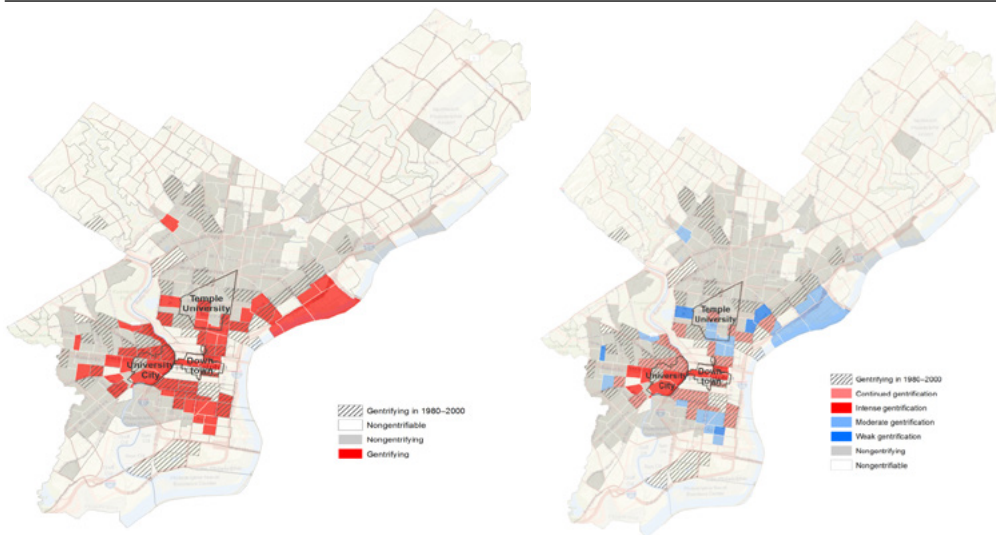 Temple
University
University
City
Down
town
Gentrifying in 1980–2000
Nongentrifiable
Nongentrifying
Gentrifying
Temple
University
University
City
Down
town
Gentrifying in 1980–2000
Continued gentrification
Intense gentrification
Moderate gentrification
Weak gentrification
Nongentrifying
Nongentrifiable